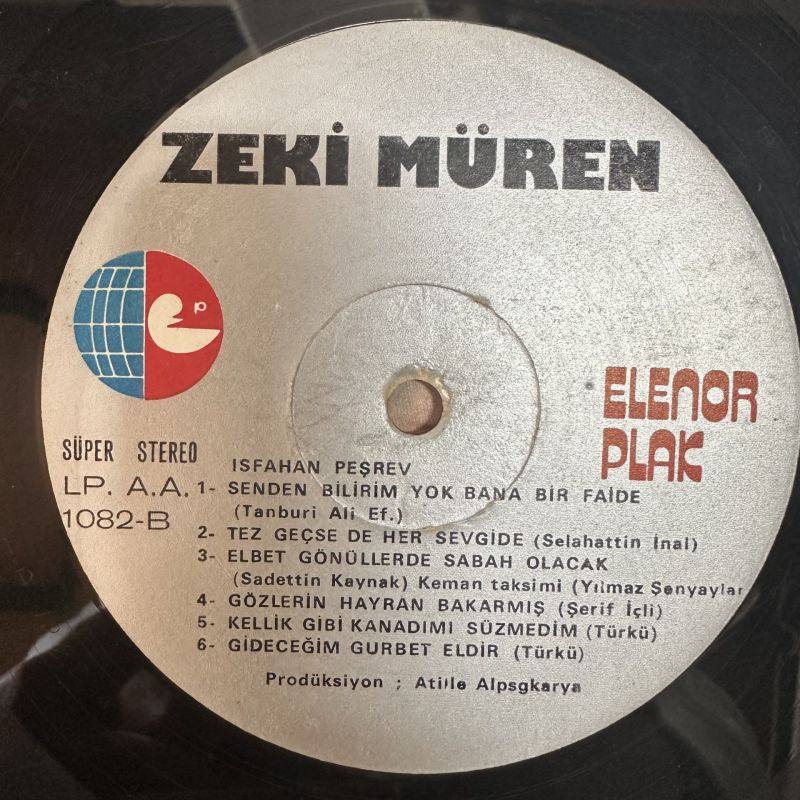 ZEKİ MÜREN
ELENOR
PLAK
SÜPER STEREO
LP. A.A.
1082-B
ISFAHAN PEŞREV
1- SENDEN BİLİRİM YOK BANA BİR FAİDE
(Tanburi Ali Ef.)
2- TEZ GEÇSE DE HER SEVGİDE (Selahattin İnal)
3- ELBET GÖNÜLLERDE SABAH OLACAK
(Sadettin Kaynak) Keman taksimi (Yılmaz Şenyaylar
4- GÖZLERİN HAYRAN BAKARMIŞ (Şerif İçli)
5- KELLİK GİBİ KANADIMI SÜZMEDİM (Türkü)
6- GİDECEĞİM GURBET ELDİR (Türkü)
Prodüksiyon ; Atille Alpsgkarya